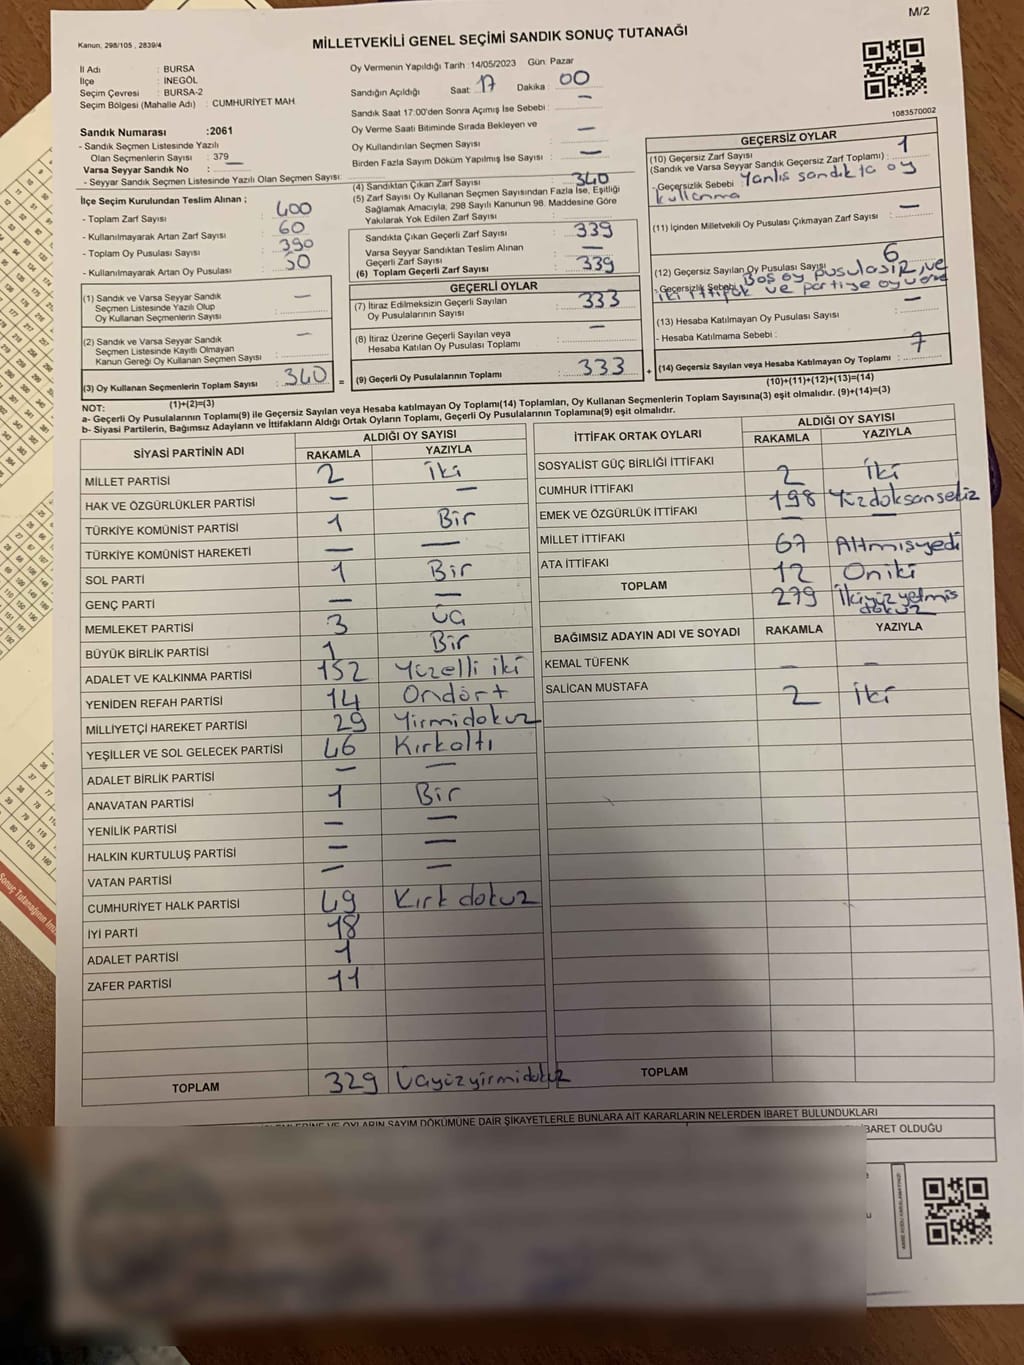 M/2
Kanun, 298/105 , 2839/4
MİLLETVEKİLİ GENEL SEÇİMİ SANDIK SONUÇ TUTANAĞI
İl Adı : BURSA
İlçe : İNEGÖL
Seçim Çevresi : BURSA-2
Seçim Bölgesi (Mahalle Adı) : CUMHURİYET MAH.
Sandık Numarası :2061
- Sandık Seçmen Listesinde Yazılı
Olan Seçmenlerin Sayısı : 379
Varsa Seyyar Sandık No : —
- Seyyar Sandık Seçmen Listesinde Yazılı Olan Seçmen Sayısı:
İlçe Seçim Kurulundan Teslim Alınan ;
- Toplam Zarf Sayısı : 400
- Kullanılmayarak Artan Zarf Sayısı : 60
- Toplam Oy Pusulası Sayısı : 390
- Kullanılmayarak Artan Oy Pusulası : 50
(1) Sandık ve Varsa Seyyar Sandık
Seçmen Listesinde Yazılı Olup
Oy Kullanan Seçmenlerin Sayısı : —
(2) Sandık ve Varsa Seyyar Sandık
Seçmen Listesinde Kayıtlı Olmayan
Kanun Gereği Oy Kullanan Seçmen Sayısı : —
(3) Oy Kullanan Seçmenlerin Toplam Sayısı : 340 =
(1)+(2)=(3)
Oy Vermenin Yapıldığı Tarih :14/05/2023 Gün: Pazar
Sandığın Açıldığı Saat: 17 Dakika : 00
Sandık Saat 17:00'den Sonra Açımış İse Sebebi : —
Oy Verme Saati Bitiminde Sırada Bekleyen ve
Oy Kullandırılan Seçmen Sayısı : —
Birden Fazla Sayım Döküm Yapılmış İse Sayısı : —
(4) Sandıktan Çıkan Zarf Sayısı : 340
(5) Zarf Sayısı Oy Kullanan Seçmen Sayısından Fazla İse, Eşitliği
Sağlamak Amacıyla, 298 Sayılı Kanunun 98. Maddesine Göre
Yakılarak Yok Edilen Zarf Sayısı :
Sandıkta Çıkan Geçerli Zarf Sayısı : 339
Varsa Seyyar Sandıktan Teslim Alınan
Geçerli Zarf Sayısı : —
(6) Toplam Geçerli Zarf Sayısı : 339
GEÇERLİ OYLAR
(7) İtiraz Edilmeksizin Geçerli Sayılan
Oy Pusulalarının Sayısı : 333
(8) İtiraz Üzerine Geçerli Sayılan veya
Hesaba Katılan Oy Pusulası Toplamı : —
(9) Geçerli Oy Pusulalarının Toplamı : 333 +
1083570002
GEÇERSİZ OYLAR
(10) Geçersiz Zarf Sayısı 1
(Sandık ve Varsa Seyyar Sandık Geçersiz Zarf Toplamı) :
-Geçersizlik Sebebi : Yanlis sandıkta oy
kullanma
(11) İçinden Milletvekili Oy Pusulası Çıkmayan Zarf Sayısı : —
(12) Geçersiz Sayılan Oy Pusulası Sayısı : 6
- Geçersizlik Sebebi : Boş oy pusulası ve
iki ittifak ve partiye oy
(13) Hesaba Katılmayan Oy Pusulası Sayısı : —
- Hesaba Katılmama Sebebi :
(14) Geçersiz Sayılan veya Hesaba Katılmayan Oy Toplamı : 7
(10)+(11)+(12)+(13)=(14)
NOT:
a- Geçerli Oy Pusulalarının Toplamı(9) ile Geçersiz Sayılan veya Hesaba katılmayan Oy Toplamı(14) Toplamları, Oy Kullanan Seçmenlerin Toplam Sayısına(3) eşit olmalıdır. (9)+(14)=(3)
b- Siyasi Partilerin, Bağımsız Adayların ve İttifakların Aldığı Ortak Oyların Toplamı, Geçerli Oy Pusulalarının Toplamına(9) eşit olmalıdır.
SİYASİ PARTİNİN ADI ALDIĞI OY SAYISI
RAKAMLA YAZIYLA
MİLLET PARTİSİ 2 İki
HAK VE ÖZGÜRLÜKLER PARTİSİ — —
TÜRKİYE KOMÜNİST PARTİSİ 1 Bir
TÜRKİYE KOMÜNİST HAREKETİ — —
SOL PARTİ 1 Bir
GENÇ PARTİ — —
MEMLEKET PARTİSİ 3 Üç
BÜYÜK BİRLİK PARTİSİ 1 Bir
ADALET VE KALKINMA PARTİSİ 152 Yüzelli iki
YENİDEN REFAH PARTİSİ 14 Ondört
MİLLİYETÇİ HAREKET PARTİSİ 29 Yirmidokuz
YEŞİLLER VE SOL GELECEK PARTİSİ 46 Kırkaltı
ADALET BİRLİK PARTİSİ — —
ANAVATAN PARTİSİ 1 Bir
YENİLİK PARTİSİ — —
HALKIN KURTULUŞ PARTİSİ — —
VATAN PARTİSİ — —
CUMHURİYET HALK PARTİSİ 49 Kırk dokuz
İYİ PARTİ 18
ADALET PARTİSİ 1
ZAFER PARTİSİ 11
TOPLAM 329 Üçyüzyirmidokuz
İTTİFAK ORTAK OYLARI ALDIĞI OY SAYISI
RAKAMLA YAZIYLA
SOSYALİST GÜÇ BİRLİĞİ İTTİFAKI 2 İki
CUMHUR İTTİFAKI 198 Yüzdoksansekiz
EMEK VE ÖZGÜRLÜK İTTİFAKI — —
MİLLET İTTİFAKI 67 Altmisyedi
ATA İTTİFAKI 12 Oniki
TOPLAM 279 İkiyüzyetmis
dokuz
BAĞIMSIZ ADAYIN ADI VE SOYADI RAKAMLA YAZIYLA
KEMAL TÜFENK — —
SALİCAN MUSTAFA 2 İki
TOPLAM
VE OYLARIN SAYIM DÖKÜMÜNE DAİR ŞİKAYETLERLE BUNLARA AİT KARARLARIN NELERDEN İBARET BULUNDUKLARI
İBARET OLDUĞU